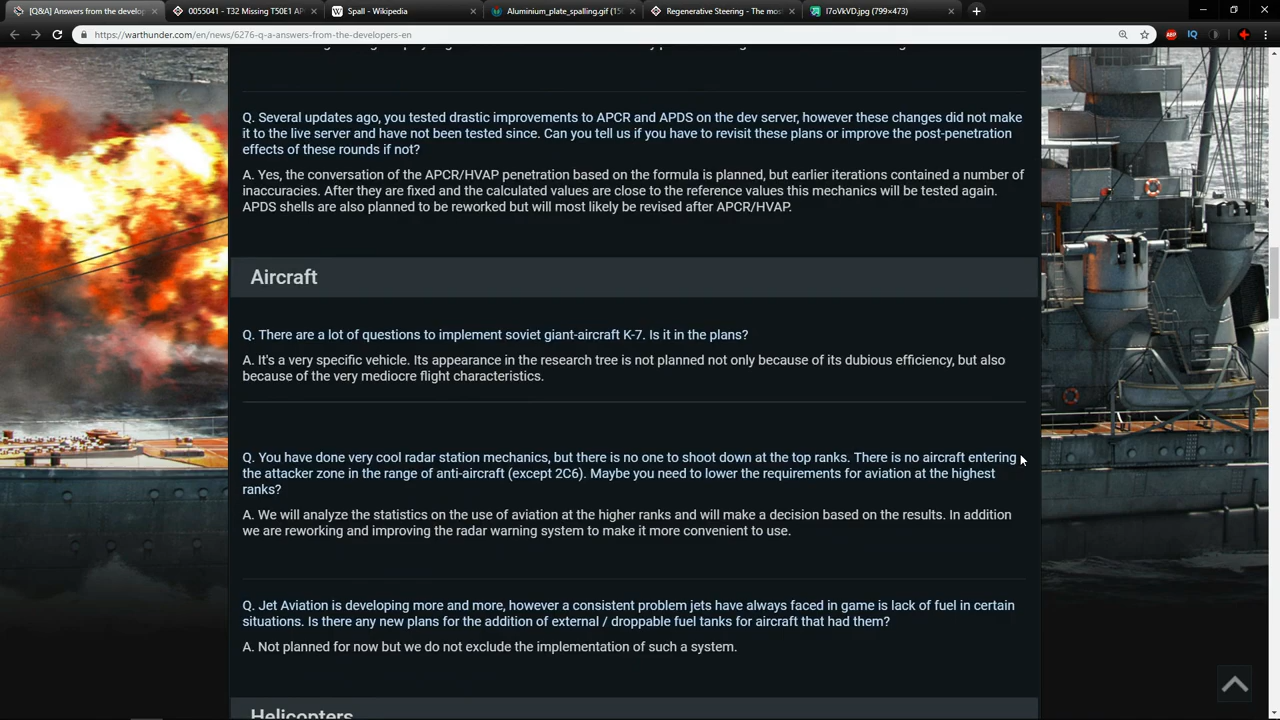 [Q&A] Answers from the develop
0055041 - T32 Missing T50E1 AP
Spall - Wikipedia
Aluminium_plate_spalling.gif (15
Regenerative Steering - The mo
I7oVkVD.jpg (799×473)
https://warthunder.com/en/news/6276-q-a-answers-from-the-developers-en
ABP
IQ
Q. Several updates ago, you tested drastic improvements to APCR and APDS on the dev server, however these changes did not make
it to the live server and have not been tested since. Can you tell us if you have to revisit these plans or improve the post-penetration
effects of these rounds if not?
A. Yes, the conversation of the APCR/HVAP penetration based on the formula is planned, but earlier iterations contained a number of
inaccuracies. After they are fixed and the calculated values are close to the reference values this mechanics will be tested again.
APDS shells are also planned to be reworked but will most likely be revised after APCR/HVAP.
Aircraft
Q. There are a lot of questions to implement soviet giant-aircraft K-7. Is it in the plans?
A. It's a very specific vehicle. Its appearance in the research tree is not planned not only because of its dubious efficiency, but also
because of the very mediocre flight characteristics.
Q. You have done very cool radar station mechanics, but there is no one to shoot down at the top ranks. There is no aircraft entering
the attacker zone in the range of anti-aircraft (except 2C6). Maybe you need to lower the requirements for aviation at the highest
ranks?
A. We will analyze the statistics on the use of aviation at the higher ranks and will make a decision based on the results. In addition
we are reworking and improving the radar warning system to make it more convenient to use.
Q. Jet Aviation is developing more and more, however a consistent problem jets have always faced in game is lack of fuel in certain
situations. Is there any new plans for the addition of external / droppable fuel tanks for aircraft that had them?
A. Not planned for now but we do not exclude the implementation of such a system.
Helicopters